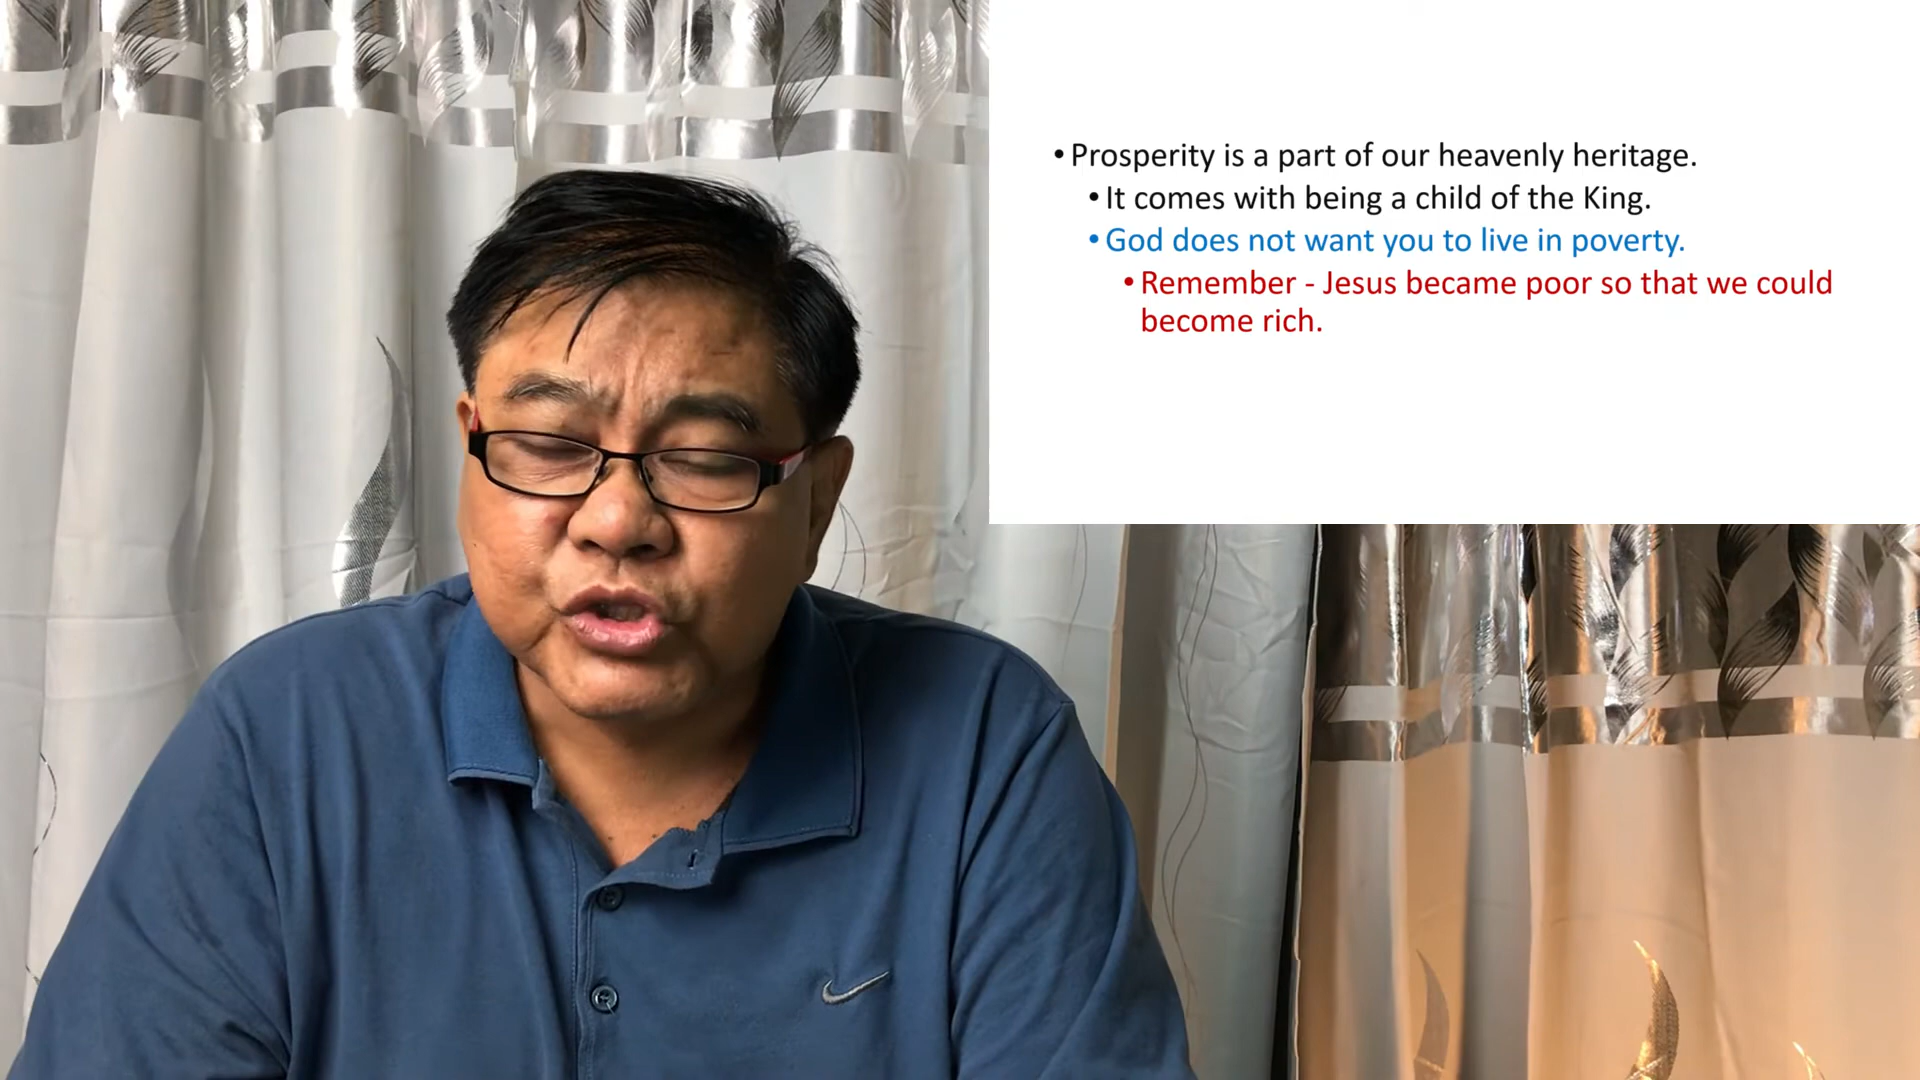 • Prosperity is a part of our heavenly heritage.
• It comes with being a child of the King.
• God does not want you to live in poverty.
• Remember - Jesus became poor so that we could
become rich.